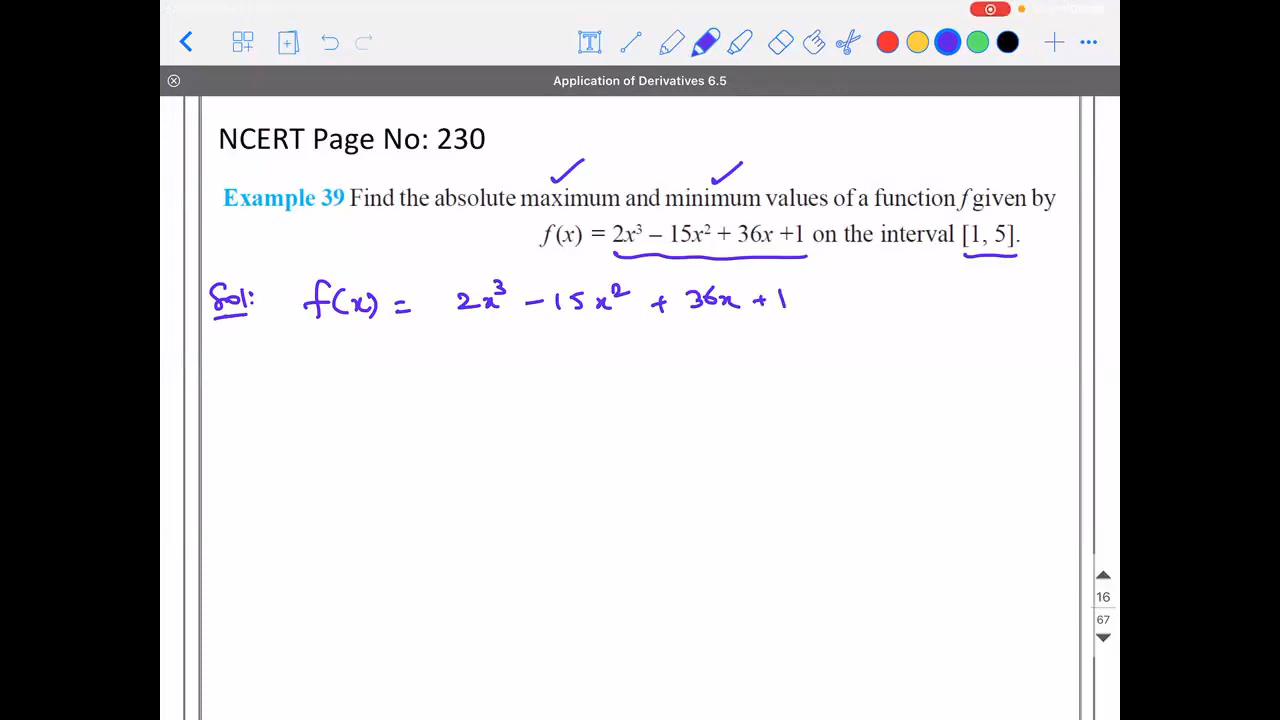 Application of Derivatives 6.5
NCERT Page No: 230
Example 39 Find the absolute maximum and minimum values of a function f given by
f(x) = 2x³ – 15x² + 36x +1 on the interval [1, 5].
Sol: f(x) = 2x³ – 15x² + 36x + 1
16
67